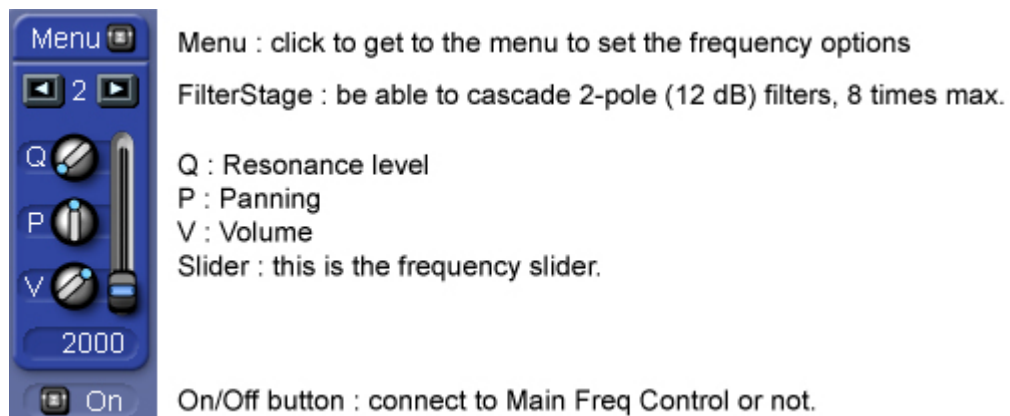 Menu
Menu : click to get to the menu to set the frequency options
2
FilterStage : be able to cascade 2-pole (12 dB) filters, 8 times max.
Q
Q : Resonance level
P
P : Panning
V : Volume
V
Slider : this is the frequency slider.
2000
On
On/Off button : connect to Main Freq Control or not.